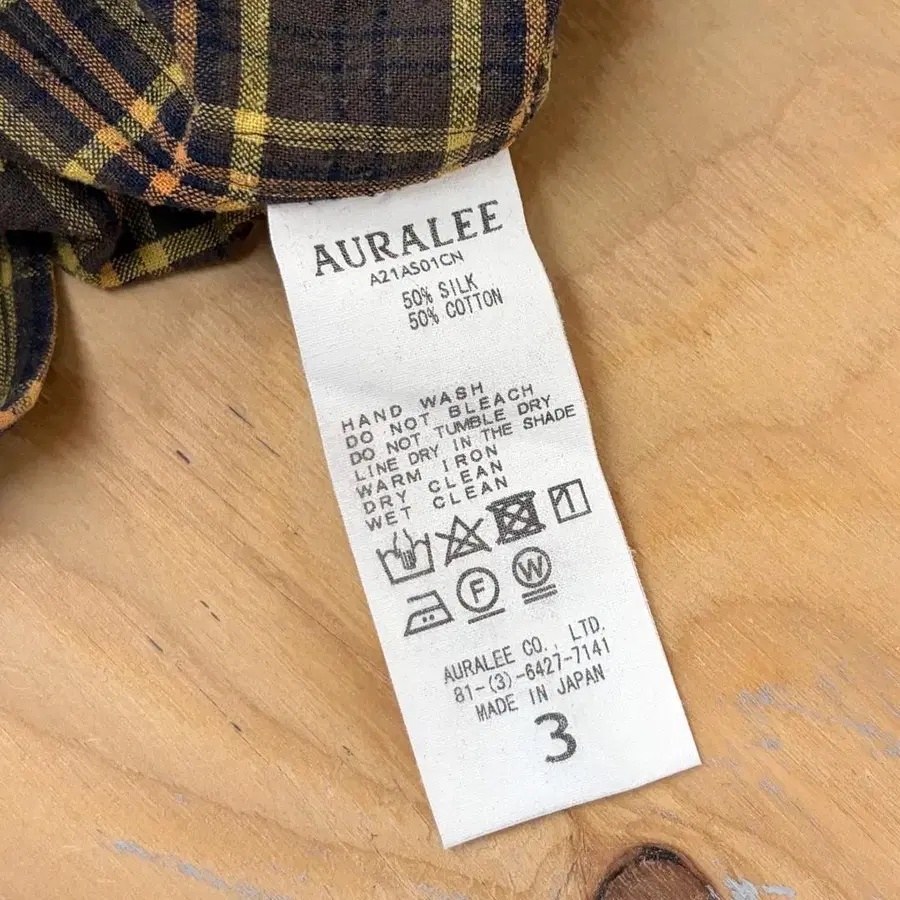 AURALEE
A21AS01CN
50% SILK
50% COTTON
HAND WASH
DO NOT BLEACH
DO NOT TUMBLE DRY
LINE DRY IN THE SHADE
WARM IRON
DRY CLEAN
WET CLEAN
F W
AURALEE CO., LTD.
81-(3)-6427-7141
MADE IN JAPAN
3